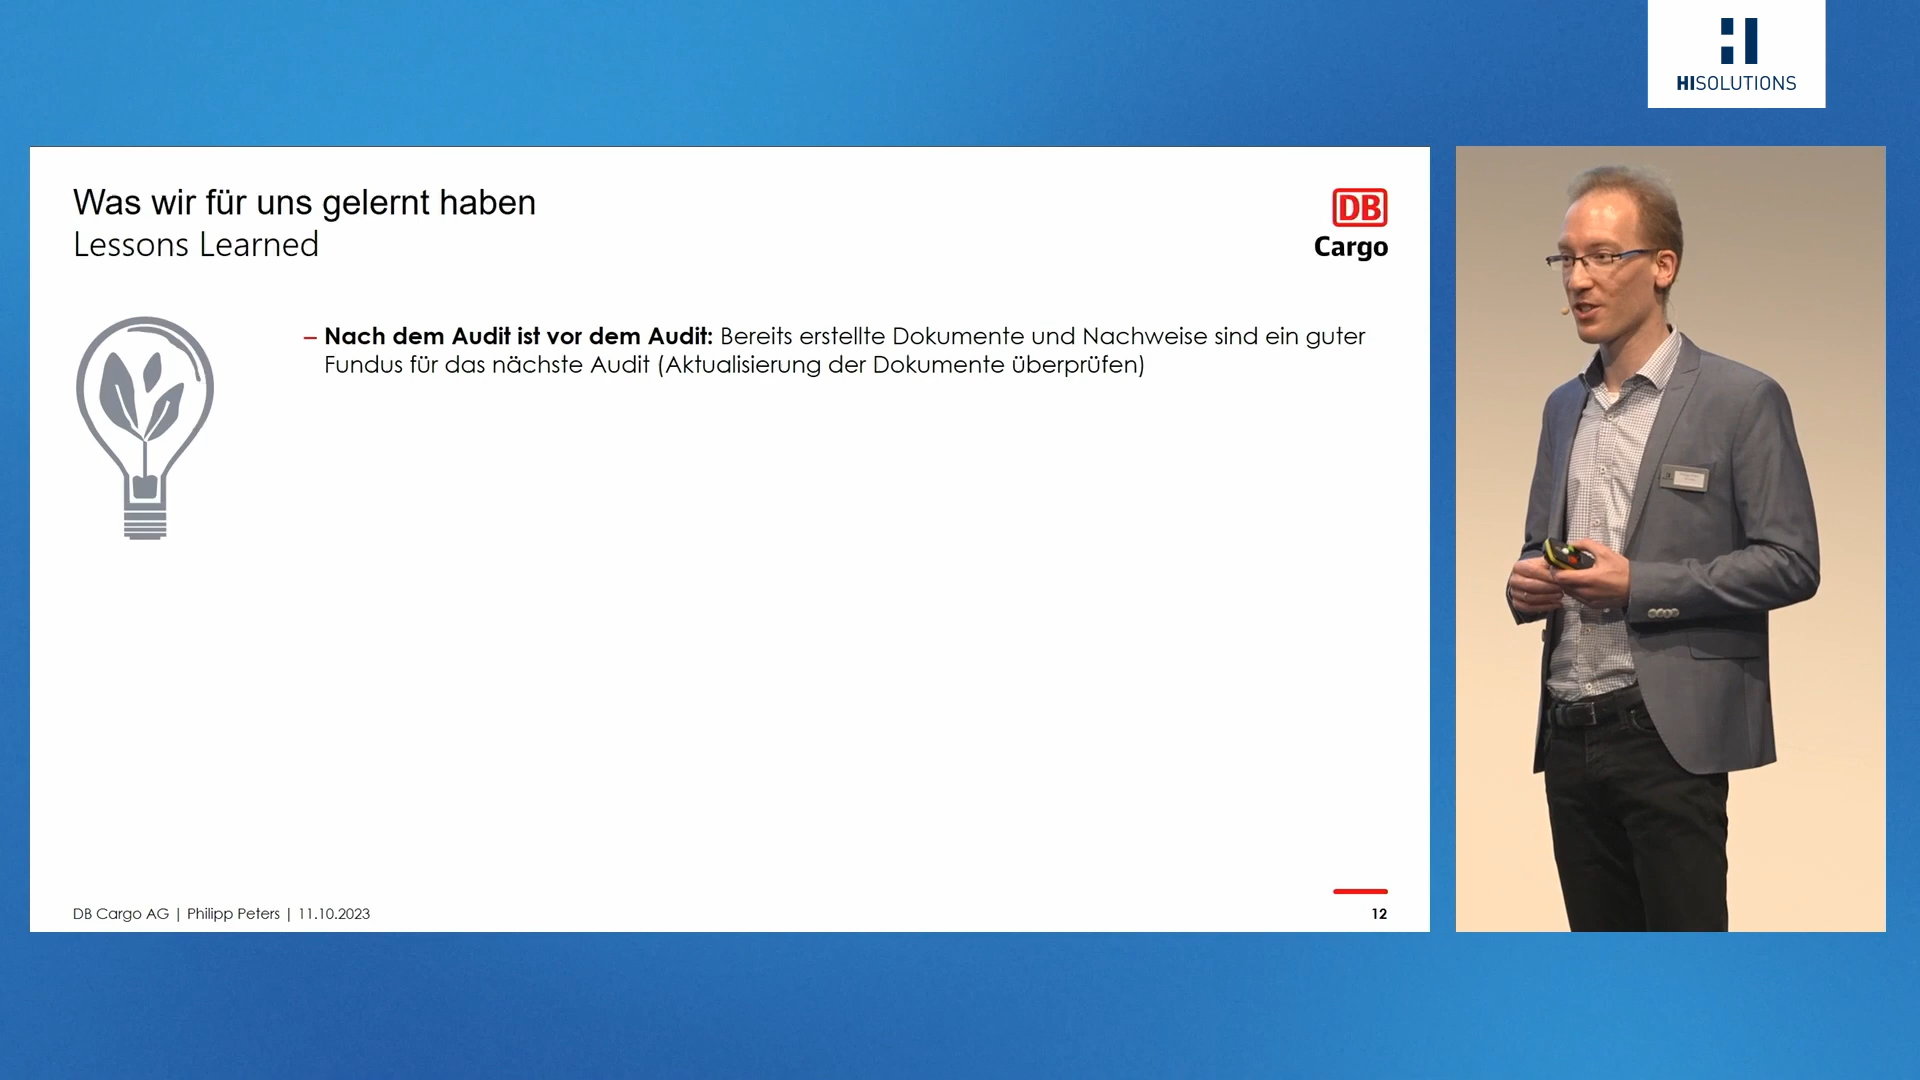 HISOLUTIONS
Was wir für uns gelernt haben
Lessons Learned
DB
Cargo
– Nach dem Audit ist vor dem Audit: Bereits erstellte Dokumente und Nachweise sind ein guter
Fundus für das nächste Audit (Aktualisierung der Dokumente überprüfen)
DB Cargo AG | Philipp Peters | 11.10.2023
12